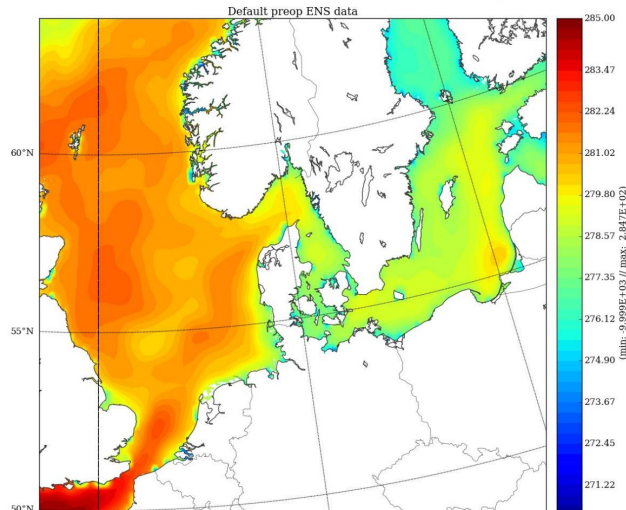 Default preop ENS data
285.00
283.47
282.24
281.02
279.80
278.57
277.35
276.12
274.90
273.67
272.45
271.22
(min: -9.999E+03 // max: 2.847E+02)
60°N
55°N
50°N